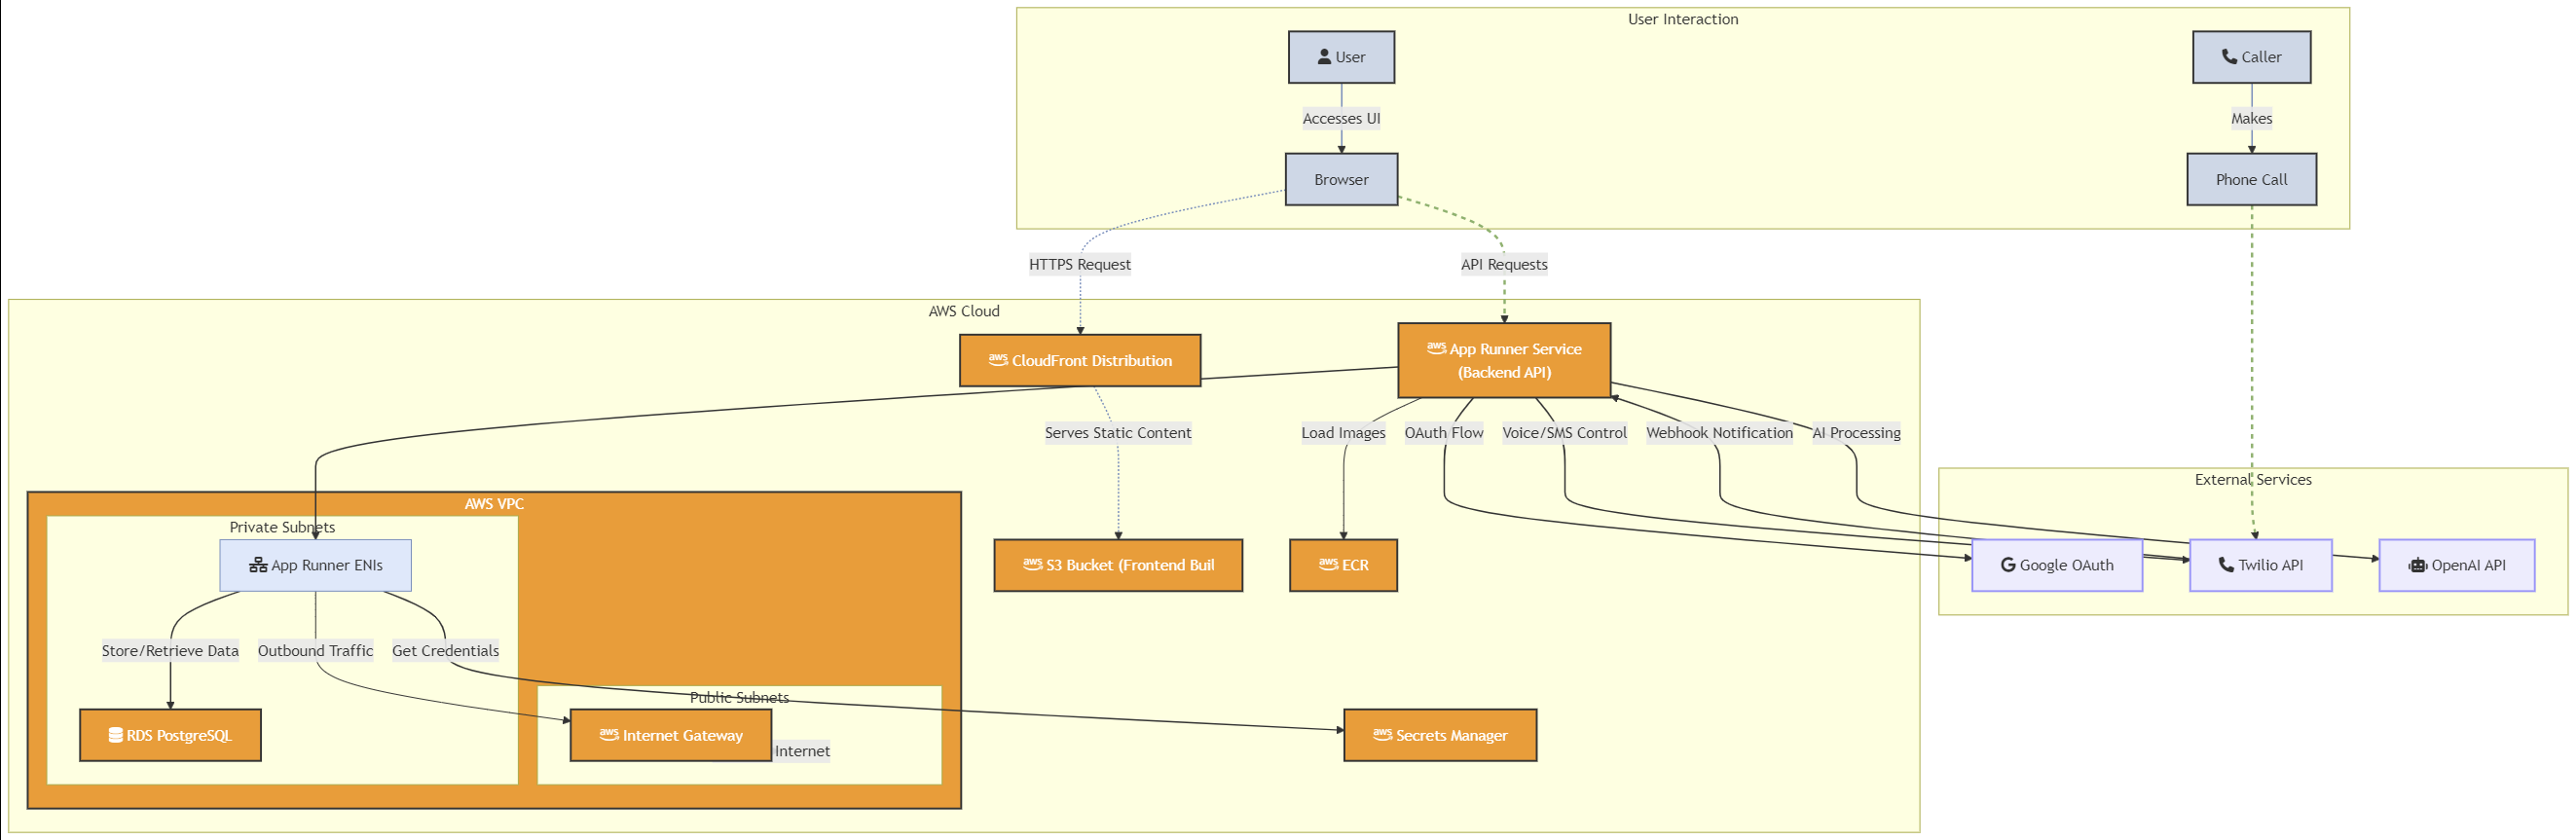 User Interaction
User
Caller
Accesses UI
Makes
Browser
Phone Call
HTTPS Request
API Requests
AWS Cloud
aws CloudFront Distribution
aws App Runner Service
(Backend API)
Serves Static Content
Load Images
OAuth Flow
Voice/SMS Control
Webhook Notification
AI Processing
External Services
AWS VPC
Private Subnets
App Runner ENIs
aws S3 Bucket (Frontend Buil
aws ECR
Google OAuth
Twilio API
OpenAI API
Store/Retrieve Data
Outbound Traffic
Get Credentials
Public Subnets
RDS PostgreSQL
aws Internet Gateway
Internet
aws Secrets Manager